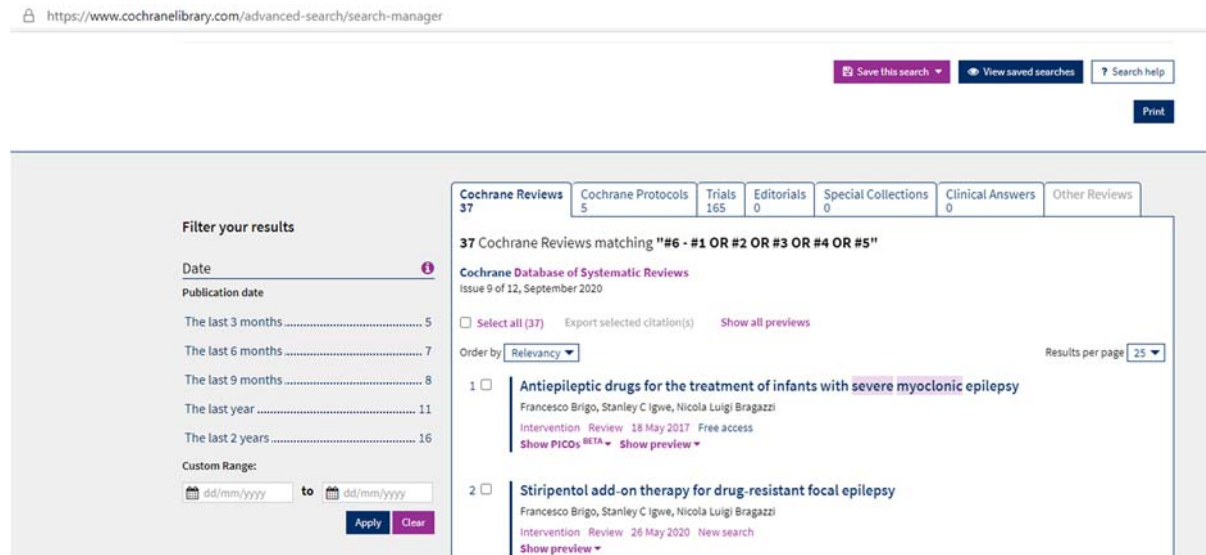 https://www.cochranelibrary.com/advanced-search/search-manager
Save this search
View saved searches
? Search help
Print
Cochrane Reviews
37
Cochrane Protocols
5
Trials
165
Editorials
0
Special Collections
0
Clinical Answers
0
Other Reviews
Filter your results
Date
Publication date
The last 3 months 5
The last 6 months 7
The last 9 months 8
The last year 11
The last 2 years 16
Custom Range:
dd/mm/yyyy to dd/mm/yyyy
Apply Clear
37 Cochrane Reviews matching "#6 - #1 OR #2 OR #3 OR #4 OR #5"
Cochrane Database of Systematic Reviews
Issue 9 of 12, September 2020
Select all (37) Export selected citation(s) Show all previews
Order by Relevancy
Results per page 25
1 Antiepileptic drugs for the treatment of infants with severe myoclonic epilepsy
Francesco Brigo, Stanley C Igwe, Nicola Luigi Bragazzi
Intervention Review 18 May 2017 Free access
Show PICOs BETA Show preview
2 Stiripentol add-on therapy for drug-resistant focal epilepsy
Francesco Brigo, Stanley C Igwe, Nicola Luigi Bragazzi
Intervention Review 26 May 2020 New search
Show preview